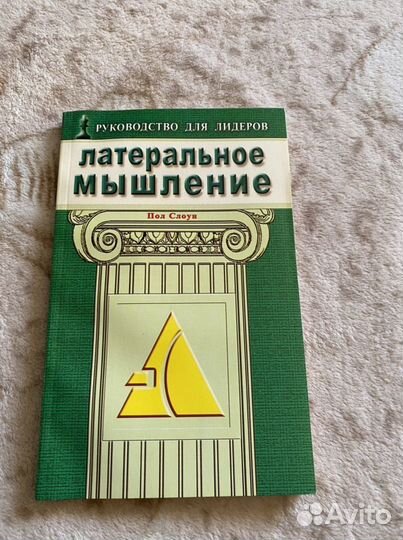 РУКОВОДСТВО ДЛЯ ЛИДЕРОВ
ЛАТЕРАЛЬНОЕ
МЫШЛЕНИЕ
Пол Слоун
Avito